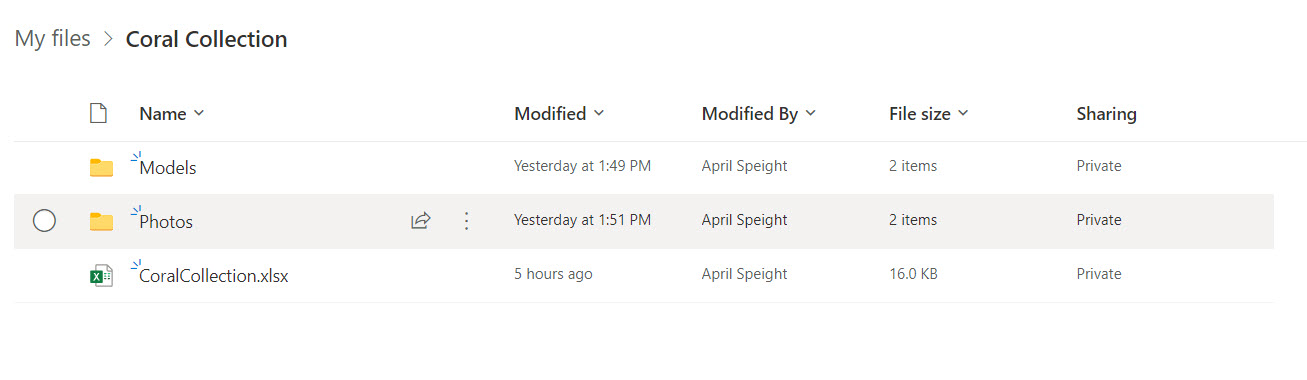 My files > Coral Collection
Name Modified Modified By File size Sharing
Models Yesterday at 1:49 PM April Speight 2 items Private
Photos Yesterday at 1:51 PM April Speight 2 items Private
CoralCollection.xlsx 5 hours ago April Speight 16.0 KB Private